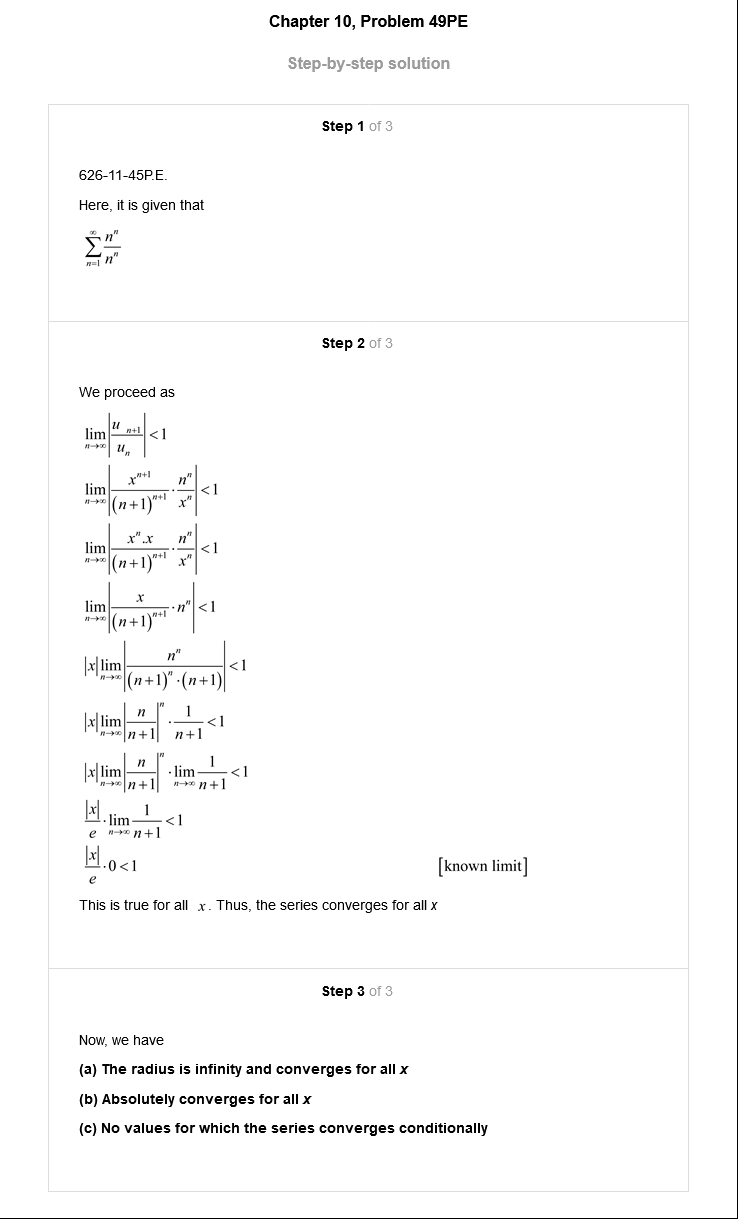 Chapter 10, Problem 49PE
Step-by-step solution
Step 1 of 3
626-11-45P.E.
Here, it is given that
\sum_{n=1}^{\infty} \frac{n^n}{n^n}
Step 2 of 3
We proceed as
\lim_{n\to\infty} \left| \frac{u_{n+1}}{u_n} \right| < 1
\lim_{n\to\infty} \left| \frac{x^{n+1}}{(n+1)^{n+1}} \cdot \frac{n^n}{x^n} \right| < 1
\lim_{n\to\infty} \left| \frac{x^n.x}{(n+1)^{n+1}} \cdot \frac{n^n}{x^n} \right| < 1
\lim_{n\to\infty} \left| \frac{x}{(n+1)^{n+1}} \cdot n^n \right| < 1
|x| \lim_{n\to\infty} \left| \frac{n^n}{(n+1)^n \cdot (n+1)} \right| < 1
|x| \lim_{n\to\infty} \left| \frac{n}{n+1} \right|^n \cdot \frac{1}{n+1} < 1
|x| \lim_{n\to\infty} \left| \frac{n}{n+1} \right|^n \cdot \lim_{n\to\infty} \frac{1}{n+1} < 1
\frac{|x|}{e} \cdot \lim_{n\to\infty} \frac{1}{n+1} < 1
\frac{|x|}{e} \cdot 0 < 1 [known limit]
This is true for all x. Thus, the series converges for all x
Step 3 of 3
Now, we have
(a) The radius is infinity and converges for all x
(b) Absolutely converges for all x
(c) No values for which the series converges conditionally